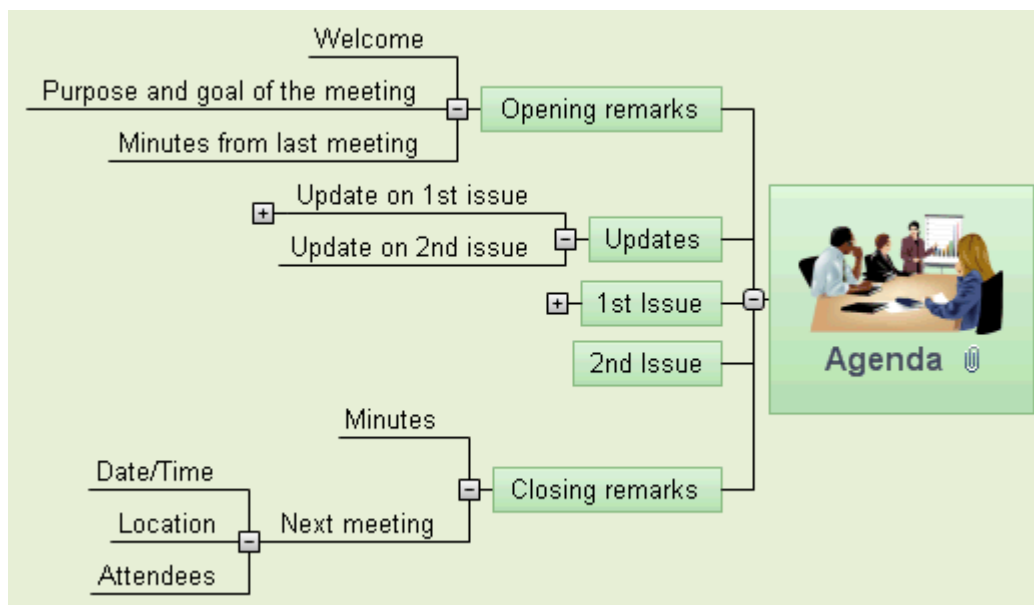 Welcome
Purpose and goal of the meeting
Minutes from last meeting
Opening remarks
Update on 1st issue
Update on 2nd issue
Updates
1st Issue
2nd Issue
Agenda
Minutes
Closing remarks
Date/Time
Location
Attendees
Next meeting